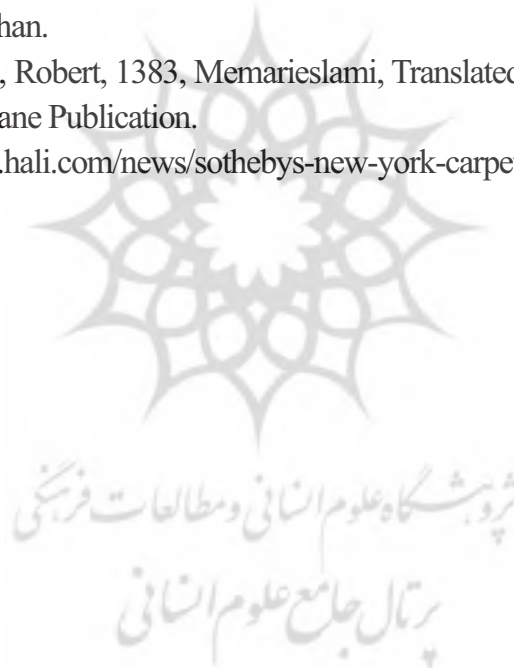 han.
, Robert, 1383, Memarieslami, Translated
ane Publication.
.hali.com/news/sothebys-new-york-carpe
پژوهشگاه علوم انسانی و مطالعات فرهنگی
پرتال جامع علوم انسانی